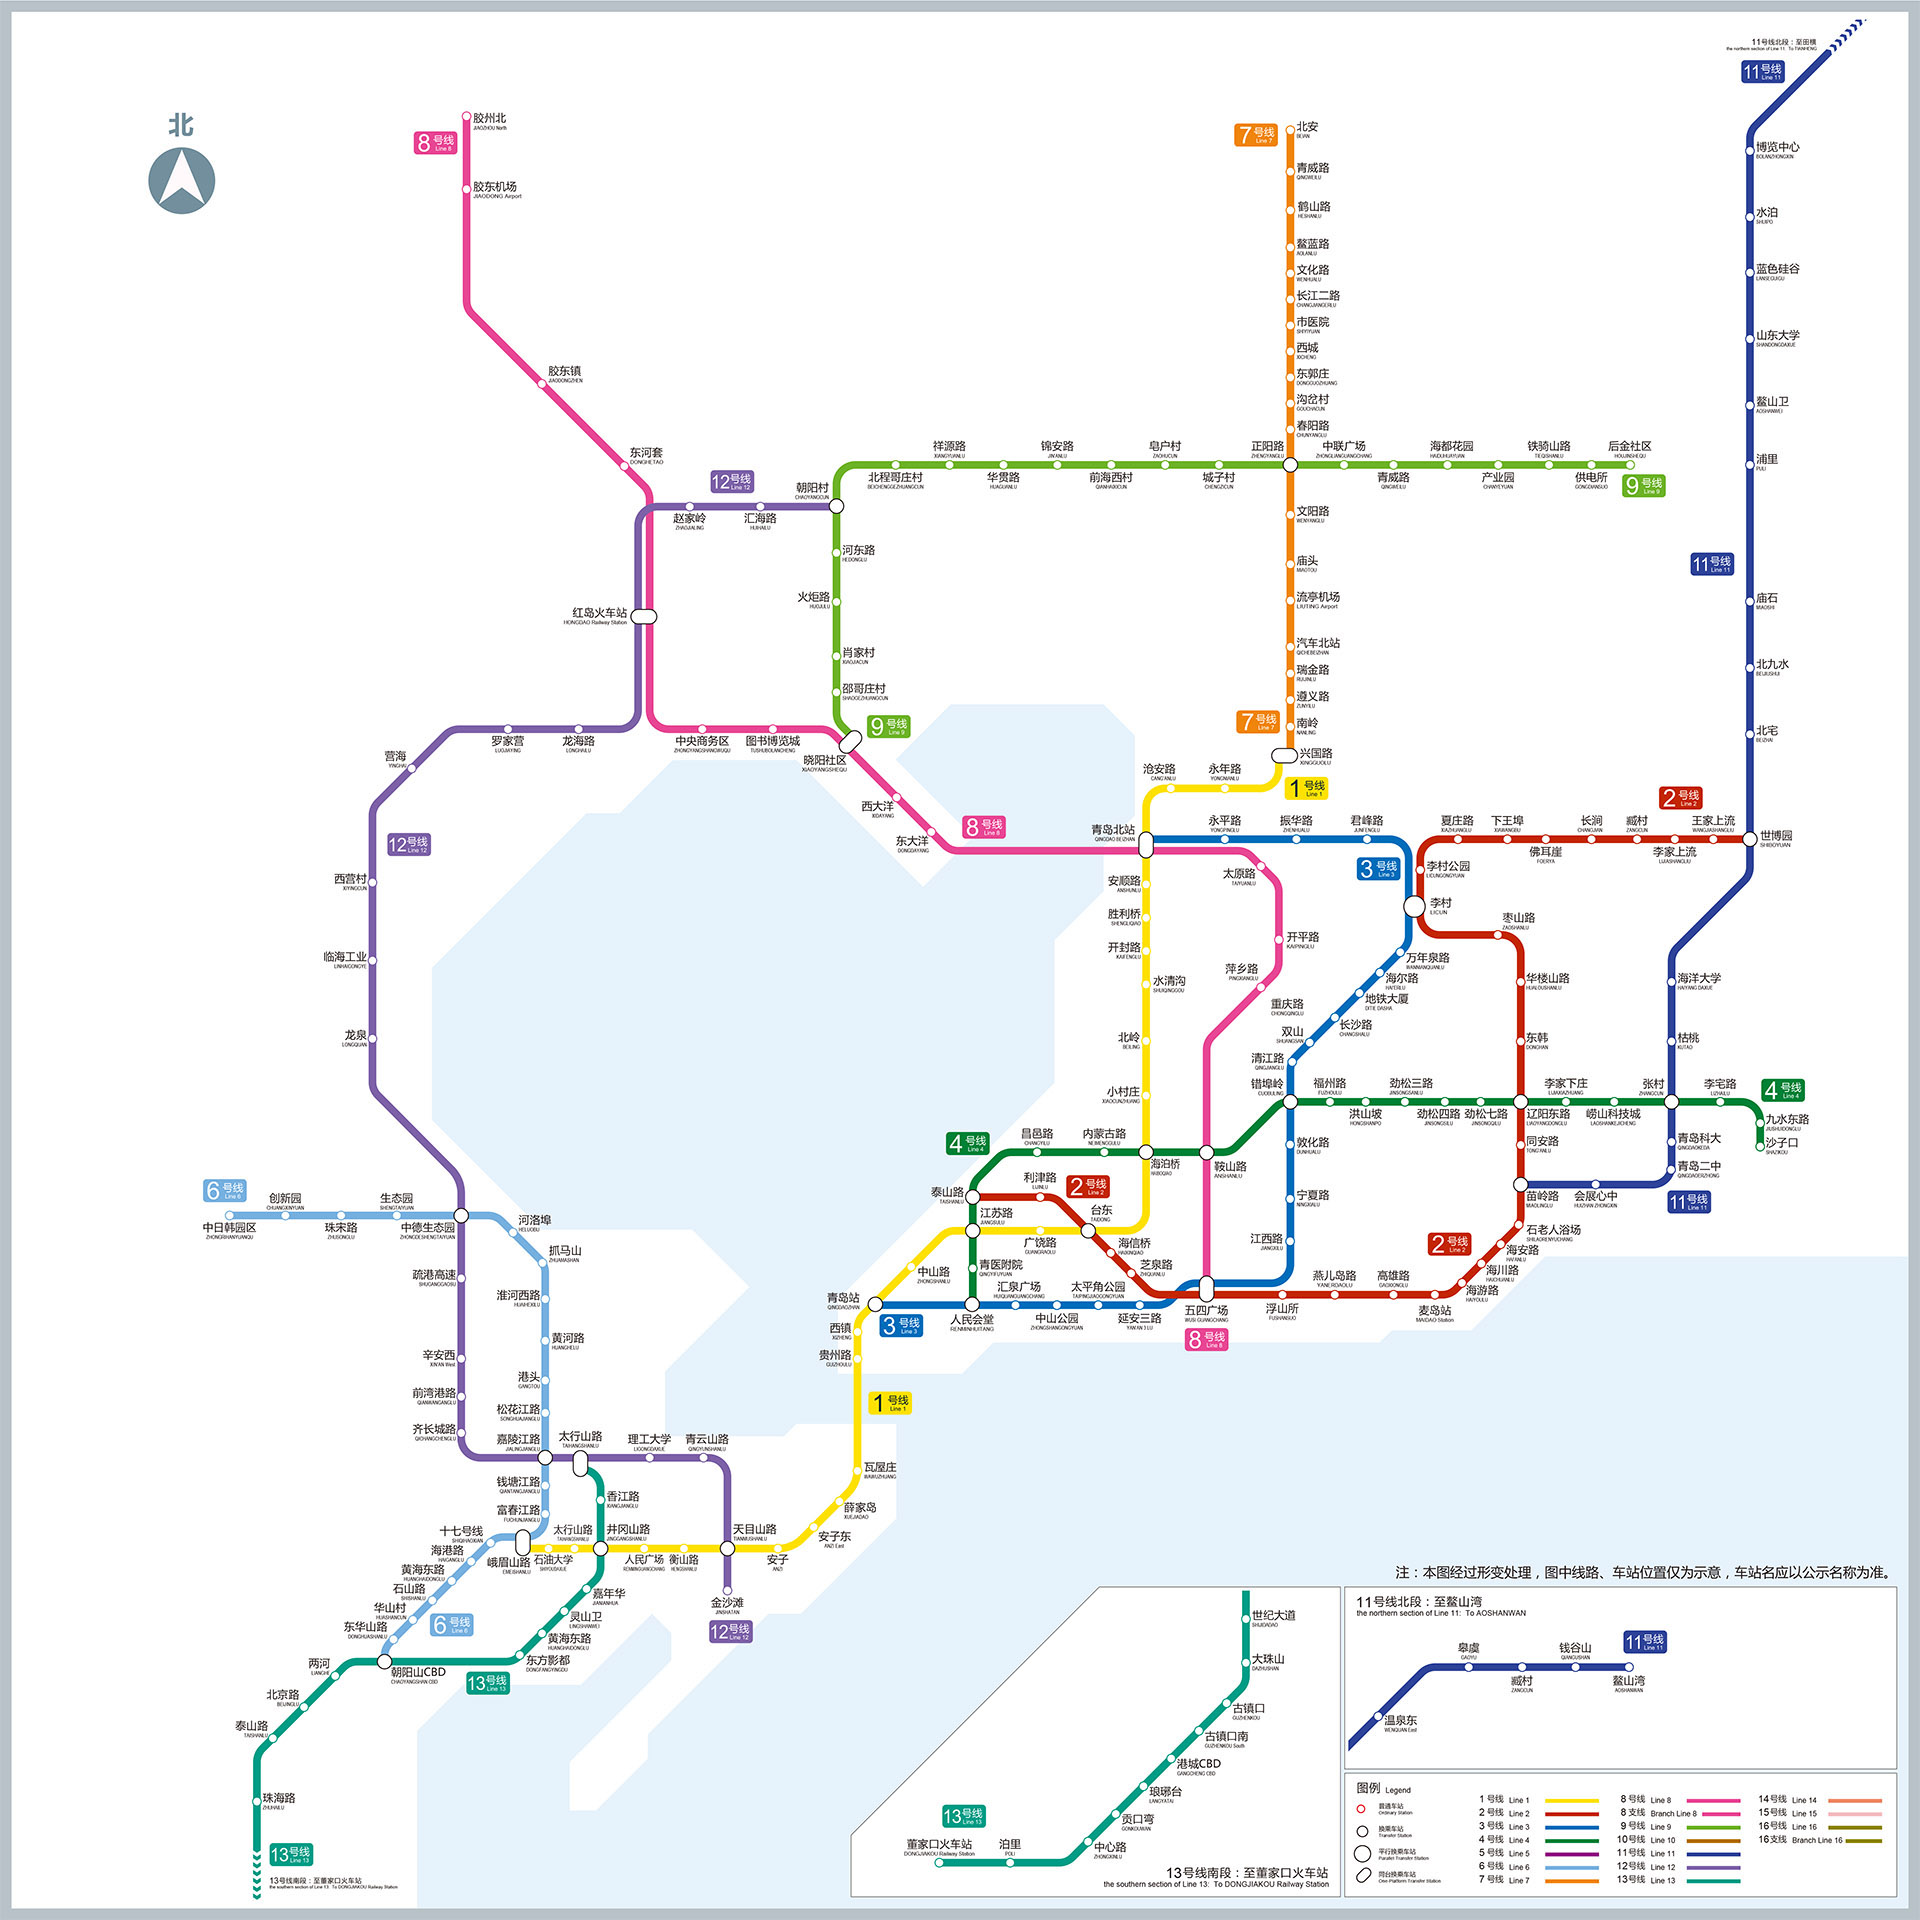 北
11号线北段：至田横
the northern section of Line 11: To TIANHENG
11号线
Line 11
8号线
Line 8
胶州北
JIAOZHOU North
胶东机场
JIAODONG Airport
胶东镇
JIAODONGZHEN
东河套
DONGHETAO
12号线
Line 12
赵家岭
ZHAOJIALING
汇海路
HUIHAILU
朝阳村
CHAOYANGCUN
红岛火车站
HONGDAO Railway Station
河东路
HEDONGLU
火炬路
HUOJULU
肖家村
XIAOJIACUN
邵哥庄村
SHAOGEZHUANGCUN
9号线
Line 9
晓阳社区
XIAOYANGSHEQU
中央商务区
ZHONGYANGSHANGWUQU
图书博览城
TUSHUBOLANCHENG
西大洋
XIDAYANG
东大洋
DONGDAYANG
8号线
Line 8
北程哥庄村
BEICHENGGEZHUANGCUN
祥源路
XIANGYUANLU
华贯路
HUAGUANLU
锦安路
JIN'ANLU
前海西村
QIANHAIXICUN
皂户村
ZAOHUCUN
城子村
CHENGZICUN
正阳路
ZHENGYANGLU
中联广场
ZHONGLIANGUANGCHANG
青威路
QINGWEILU
海都花园
HAIDUHUAYUAN
产业园
CHANYEYUAN
铁骑山路
TIEQISHANLU
供电所
GONGDIANSUO
后金社区
HOUJINSHEQU
9号线
Line 9
7号线
Line 7
北安
BEIAN
青威路
QINGWEILU
鹤山路
HESHANLU
鳌蓝路
AOLANLU
文化路
WENHUALU
长江二路
CHANGJIANGERLU
市医院
SHIYIYUAN
西城
XICHENG
东郭庄
DONGGUOZHUANG
沟岔村
GOUCHACUN
春阳路
CHUNYANGLU
文阳路
WENYANGLU
庙头
MIAOTOU
流亭机场
LIUTING Airport
汽车北站
QICHEBEIZHAN
瑞金路
RUIJINLU
遵义路
ZUNYILU
南岭
NANLING
7号线
Line 7
兴国路
XINGGUOLU
1号线
Line 1
博览中心
BOLANZHONGXIN
水泊
SHUIPO
蓝色硅谷
LANSEGUIGU
山东大学
SHANDONGDAXUE
鳌山卫
AOSHANWEI
浦里
PULI
11号线
Line 11
庙石
MIAOSHI
北九水
BEIJIUSHUI
北宅
BEIZHAI
世博园
SHIBOYUAN
2号线
Line 2
夏庄路
XIAZHUANGLU
下王埠
XIAWANGBU
佛耳崖
FOERYA
长涧
CHANGJIAN
臧村
ZANGCUN
李家上流
LIJIASHANGLIU
王家上流
WANGJIASHANGLIU
沧安路
CANG'ANLU
永年路
YONGNIANLU
青岛北站
QINGDAO BEIZHAN
永平路
YONGPINGLU
振华路
ZHENHUALU
君峰路
JUNFENGLU
3号线
Line 3
李村公园
LICUNGONGYUAN
李村
LICUN
枣山路
ZAOSHANLU
华楼山路
HUALOUSHANLU
东韩
DONGHAN
海洋大学
HAIYANG DAXUE
枯桃
KUTAO
安顺路
ANSHUNLU
胜利桥
SHENGLIQIAO
开封路
KAIFENGLU
水清沟
SHUIQINGGOU
北岭
BEILING
小村庄
XIAOCUNZHUANG
太原路
TAIYUANLU
开平路
KAIPINGLU
萍乡路
PINGXIANGLU
重庆路
CHONGQINGLU
万年泉路
WANNIANQUANLU
海尔路
HAIERLU
地铁大厦
DITIE DASHA
长沙路
CHANGSHALU
双山
SHUANGSAN
清江路
QINGJIANGLU
错埠岭
CUOBULING
福州路
FUZHOULU
洪山坡
HONGSHANPO
劲松三路
JINSONGSANLU
劲松四路
JINSONGSILU
劲松七路
JINSONGQILU
辽阳东路
LIAOYANGDONGLU
李家下庄
LIJIAXIAZHUANG
崂山科技城
LAOSHANKEJICHENG
张村
ZHANGCUN
李宅路
LIZHAILU
4号线
Line 4
九水东路
JIUSHUIDONGLU
沙子口
SHAZIKOU
青岛科大
QINGDAOKEDA
青岛二中
QINGDAOERZHONG
11号线
Line 11
会展心中
HUIZHAN ZHONGXIN
苗岭路
MIAOLINGLU
同安路
TONG'ANLU
石老人浴场
SHILAORENYUCHANG
海安路
HAI'ANLU
海川路
HAICHUANLU
海游路
HAIYOULU
2号线
Line 2
麦岛站
MAIDAO Station
高雄路
GAOXIONGLU
燕儿岛路
YANERDAOLU
浮山所
FUSHANSUO
五四广场
WUSI GUANGCHANG
8号线
Line 8
敦化路
DUNHUALU
宁夏路
NINGXIALU
江西路
JIANGXILU
4号线
Line 4
昌邑路
CHANGYILU
内蒙古路
NEIMENGGULU
海泊桥
HAIBOQIAO
鞍山路
ANSHANLU
泰山路
TAISHANLU
利津路
LIJINLU
2号线
Line 2
台东
TAIDONG
江苏路
JIANGSULU
广饶路
GUANGRAOLU
海信桥
HAIXINQIAO
芝泉路
ZHIQUANLU
中山路
ZHONGSHANLU
青医附院
QINGYIFUYUAN
青岛站
QINGDAOZHAN
3号线
Line 3
人民会堂
RENMINHUITANG
汇泉广场
HUIQUANGUANGCHANG
中山公园
ZHONGSHANGONGYUAN
太平角公园
TAIPINGJIAOGONGYUAN
延安三路
YAN'AN 3 LU
西镇
XIZHENG
贵州路
GUIZHOULU
1号线
Line 1
瓦屋庄
WAWUZHUANG
薛家岛
XUEJIADAO
安子东
ANZI East
安子
ANZI
营海
YINGHAI
罗家营
LUOJIAYING
龙海路
LONGHAILU
12号线
Line 12
西营村
XIYINGCUN
临海工业
LINHAIGONGYE
龙泉
LONGQUAN
6号线
Line 6
中日韩园区
ZHONGRIHANYUANQU
创新园
CHUANGXINYUAN
珠宋路
ZHUSONGLU
生态园
SHENGTAIYUAN
中德生态园
ZHONGDESHENGTAIYUAN
河洛埠
HELUOBU
抓马山
ZHUAMASHAN
疏港高速
SHUGANGGAOSU
淮河西路
HUAIHEXILU
黄河路
HUANGHELU
辛安西
XIN'AN West
港头
GANGTOU
前湾港路
QIANWANGANGLU
松花江路
SONGHUAJIANGLU
齐长城路
QICHANGCHENGLU
嘉陵江路
JIALINGJIANGLU
太行山路
TAIHANGSHANLU
理工大学
LIGONGDAXUE
青云山路
QINGYUNSHANLU
钱塘江路
QIANTANGJIANGLU
香江路
XIANGJIANGLU
富春江路
FUCHUNJIANGLU
十七号线
SHIQIHAOXIAN
海港路
HAIGANGLU
黄海东路
HUANGHAIDONGLU
石山路
SHISHANLU
华山村
HUASHANCUN
东华山路
DONGHUASHANLU
6号线
Line 6
峨眉山路
EMEISHANLU
石油大学
SHIYOUDAXUE
太行山路
TAIHANGSHANLU
井冈山路
JINGGANGSHANLU
人民广场
RENMINGUANGCHANG
衡山路
HENGSHANLU
天目山路
TIANMUSHANLU
金沙滩
JINSHATAN
12号线
Line 12
嘉年华
JIANIANHUA
灵山卫
LINGSHANWEI
黄海东路
HUANGHAIDONGLU
东方影都
DONGFANGYINGDU
朝阳山CBD
CHAOYANGSHAN CBD
13号线
Line 13
两河
LIANGHE
北京路
BEIJINGLU
泰山路
TAISHANLU
珠海路
ZHUHAILU
13号线
Line 13
13号线南段：至董家口火车站
the southern section of Line 13: To DONGJIAKOU Railway Station
注：本图经过形变处理，图中线路、车站位置仅为示意，车站名应以公示名称为准。
世纪大道
SHIJIDADAO
大珠山
DAZHUSHAN
古镇口
GUZHENKOU
古镇口南
GUZHENKOU South
港城CBD
GANGCHENG CBD
琅琊台
LANGYATAI
贡口弯
GONKOUWAN
中心路
ZHONGXINLU
泊里
POLI
董家口火车站
DONGJIAKOU Railway Station
13号线
Line 13
13号线南段：至董家口火车站
the southern section of Line 13: To DONGJIAKOU Railway Station
11号线北段：至鳌山湾
the northern section of Line 11: To AOSHANWAN
11号线
Line 11
温泉东
WENQUAN East
皋虞
GAOYU
臧村
ZANGCUN
钱谷山
QIANGUSHAN
鳌山湾
AOSHANWAN
图例 Legend
普通车站
Ordinary Station
换乘车站
Transfer Station
平行换乘车站
Parallel Transfer Station
同台换乘车站
One-Platform Transfer Station
1号线 Line 1
2号线 Line 2
3号线 Line 3
4号线 Line 4
5号线 Line 5
6号线 Line 6
7号线 Line 7
8号线 Line 8
8支线 Branch Line 8
9号线 Line 9
10号线 Line 10
11号线 Line 11
12号线 Line 12
13号线 Line 13
14号线 Line 14
15号线 Line 15
16号线 Line 16
16支线 Branch Line 16